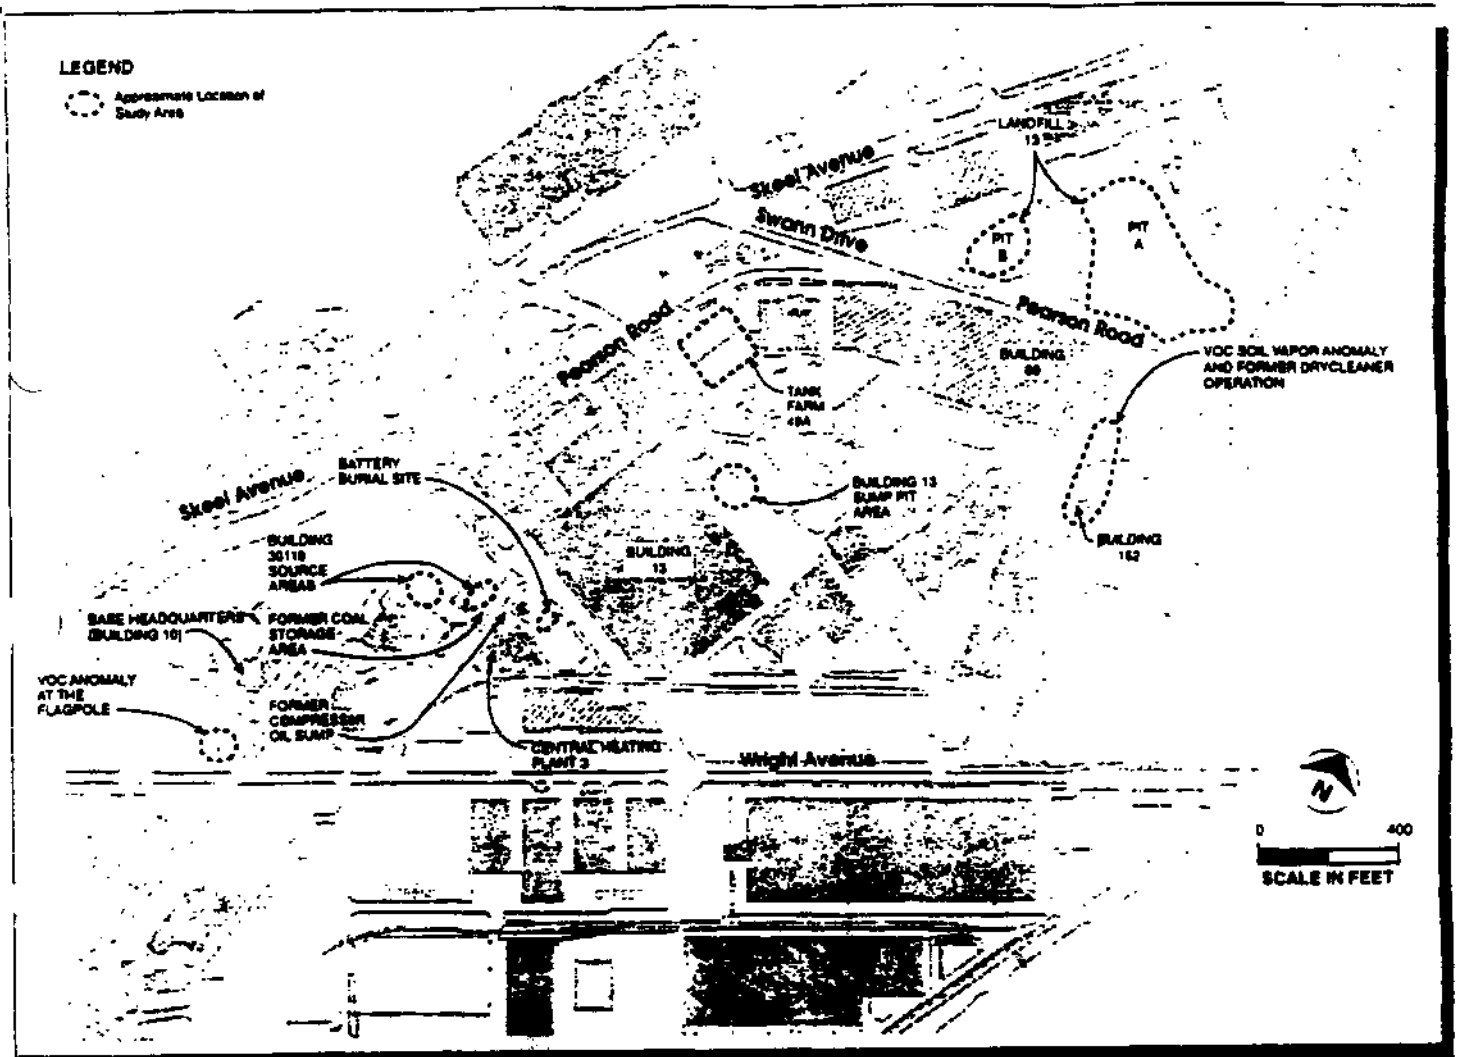 LEGEND
Approximate Location of
Study Area
LANDFILL
13
Skeel Avenue
Swann Drive
PIT
B
PIT
A
Pearson Road
Pearson Road
BUILDING
89
VOC SOIL VAPOR ANOMALY
AND FORMER DRYCLEANER
OPERATION
TANK
FARM
49A
BATTERY
BURIAL SITE
Skeel Avenue
BUILDING 13
SUMP PIT
AREA
BUILDING
SOURCE
AREAS
BUILDING
13
BUILDING
152
BASE HEADQUARTERS
(BUILDING 10)
FORMER COAL
STORAGE
AREA
VOC ANOMALY
AT THE
FLAGPOLE
FORMER
COMPRESSOR
OIL SUMP
CENTRAL HEATING
PLANT 3
Wright Avenue
N
0 400
SCALE IN FEET